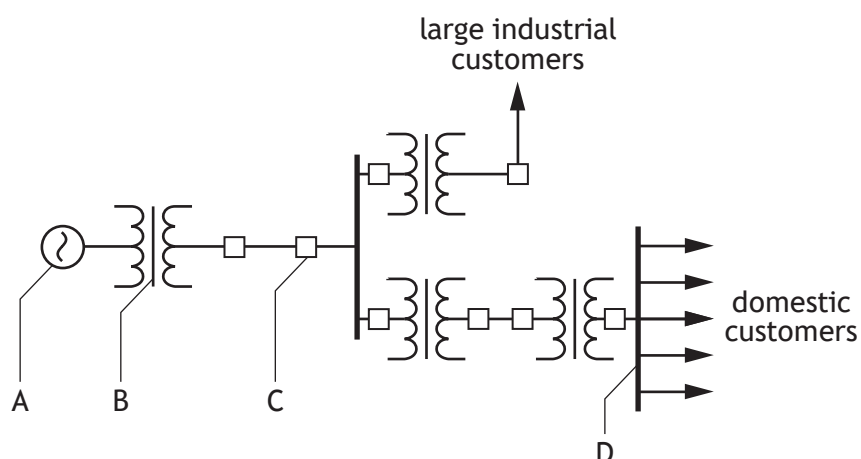 large industrial
customers
domestic
customers
A
B
C
D